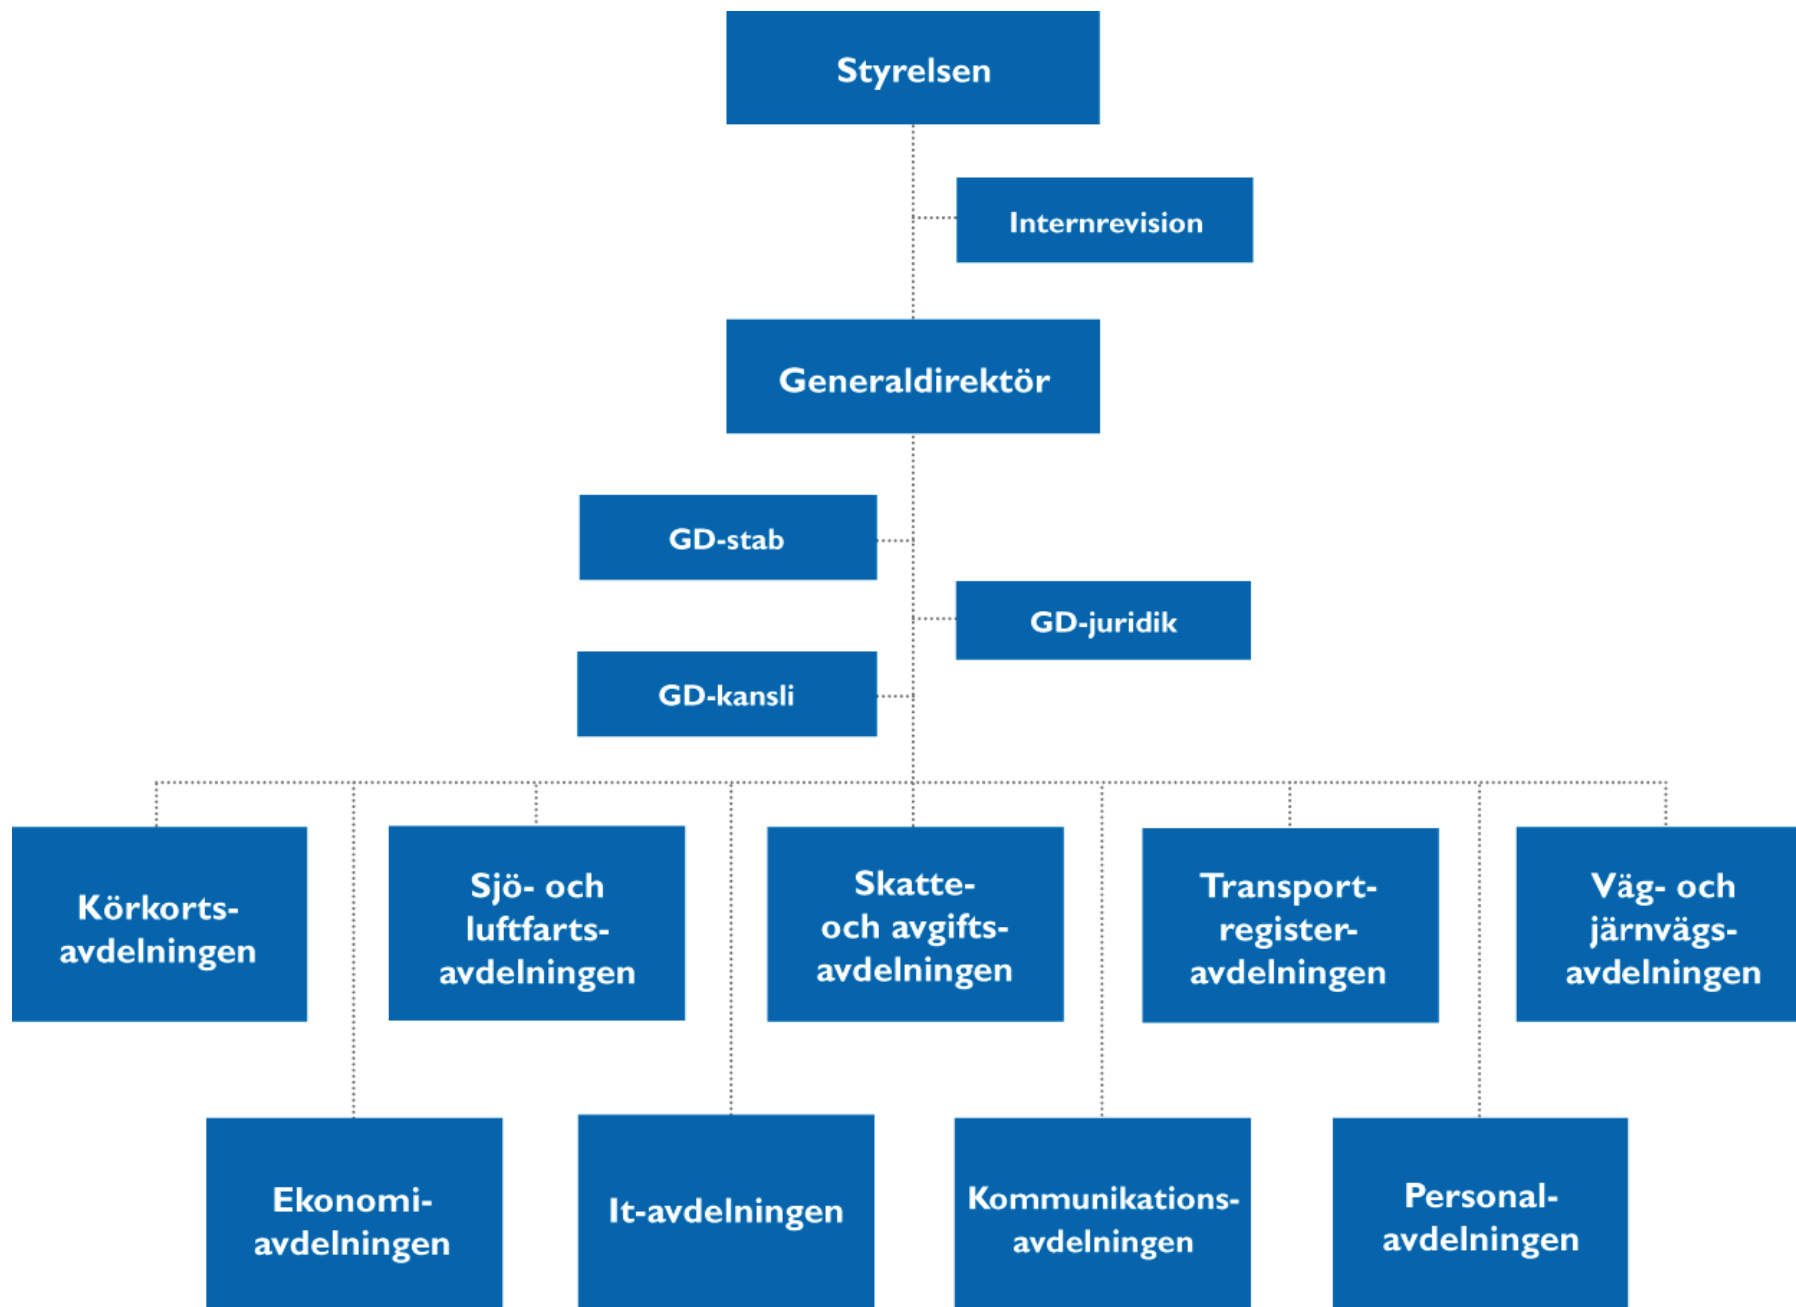 Styrelsen
Internrevision
Generaldirektör
GD-stab
GD-juridik
GD-kansli
Körkorts-
avdelningen
Sjö- och
luftfarts-
avdelningen
Skatte-
och avgifts-
avdelningen
Transport-
register-
avdelningen
Väg- och
järnvägs-
avdelningen
Ekonomi-
avdelningen
It-avdelningen
Kommunikations-
avdelningen
Personal-
avdelningen